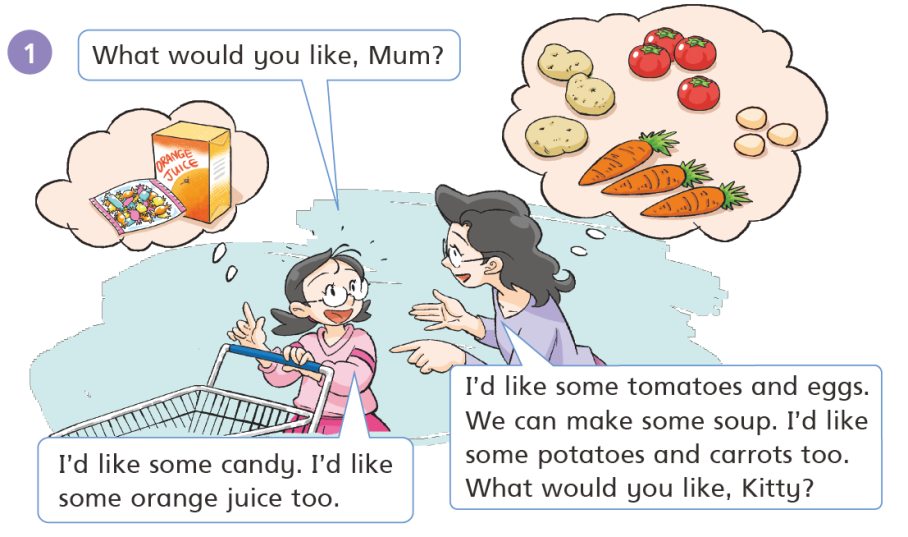 1
What would you like, Mum?
ORANGE
JUICE
I'd like some tomatoes and eggs.
We can make some soup. I'd like
some potatoes and carrots too.
What would you like, Kitty?
I'd like some candy. I'd like
some orange juice too.